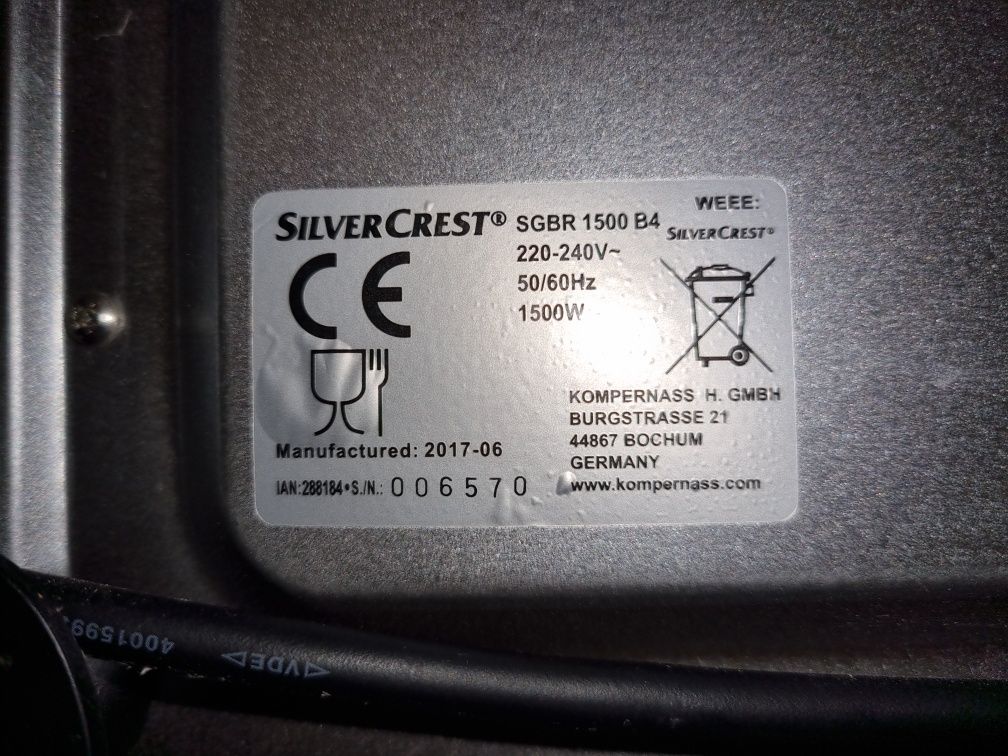 SILVERCREST® SGBR 1500 B4
220-240V~
50/60Hz
1500W
WEEE:
SILVERCREST®
CE
KOMPERNASS H. GMBH
BURGSTRASSE 21
44867 BOCHUM
GERMANY
www.kompernass.com
Manufactured: 2017-06
IAN:288184•S./N.: 006570
VDE